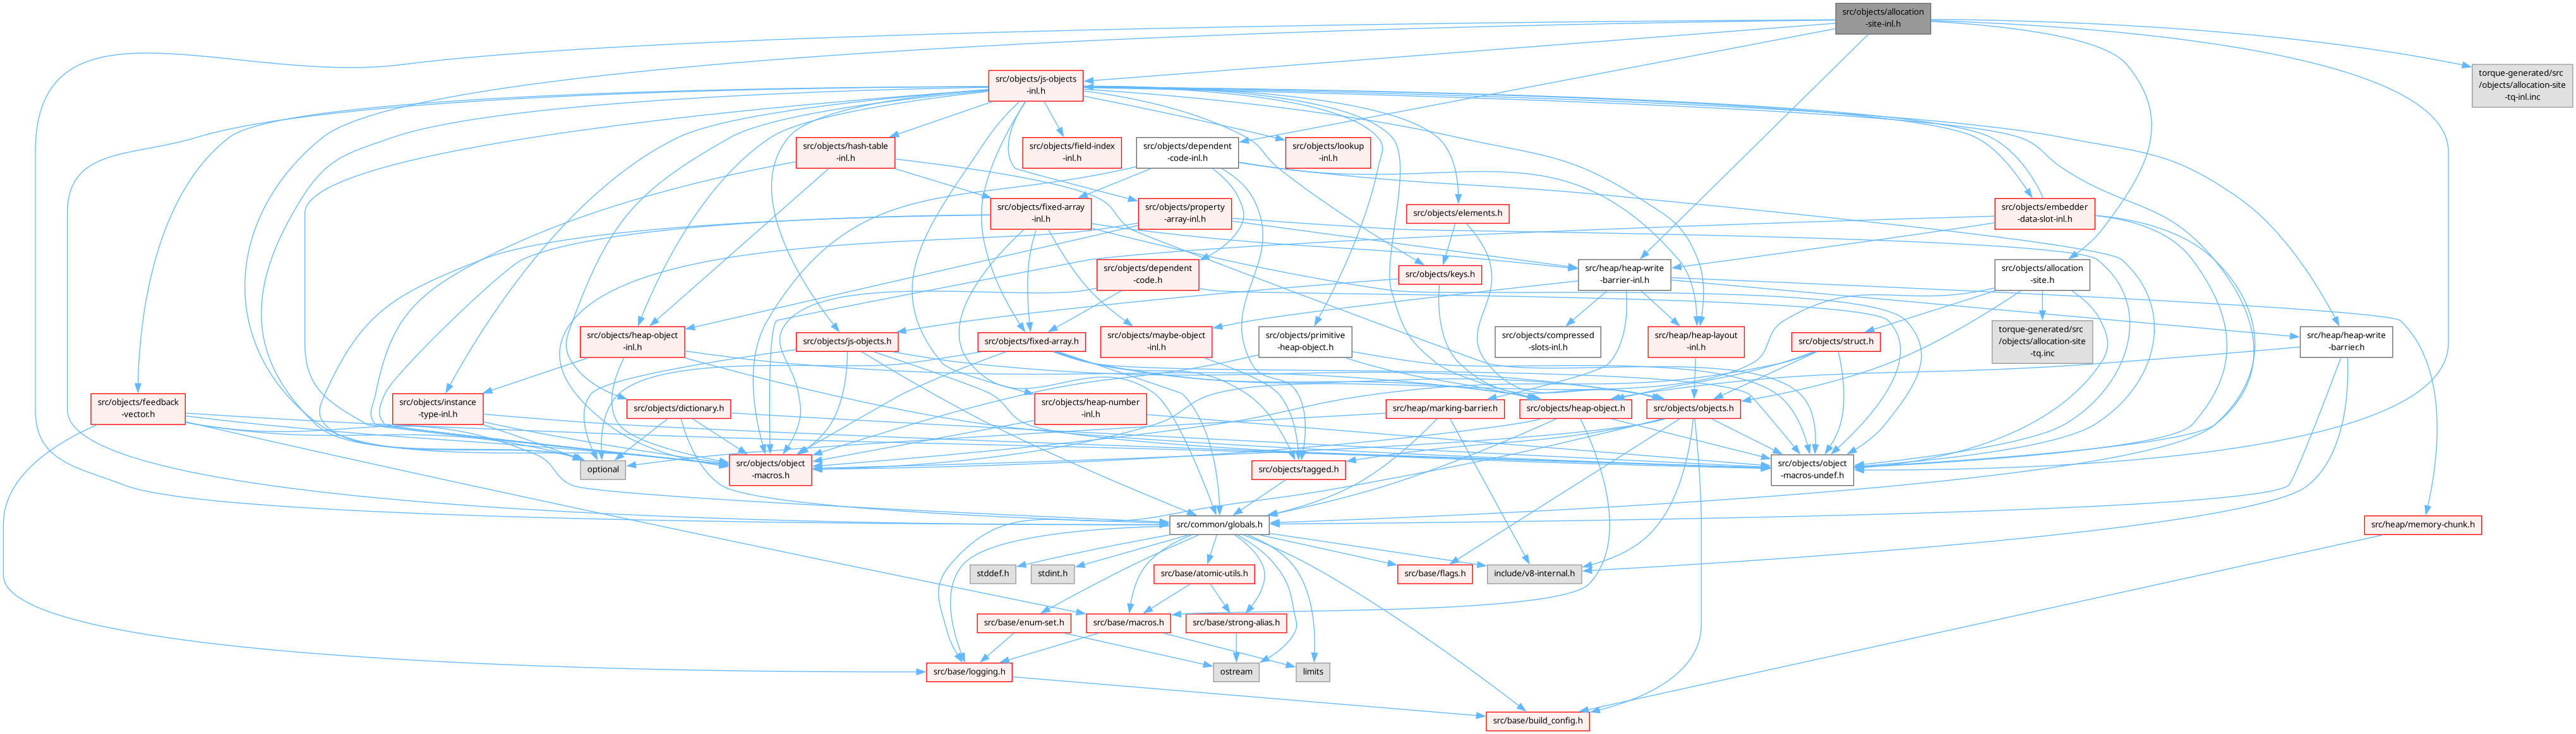 src/objects/allocation
-site-inl.h
torque-generated/src
/objects/allocation-site
-tq-inl.inc
src/objects/js-objects
-inl.h
src/objects/hash-table
-inl.h
src/objects/field-index
-inl.h
src/objects/dependent
-code-inl.h
src/objects/lookup
-inl.h
src/objects/fixed-array
-inl.h
src/objects/property
-array-inl.h
src/objects/elements.h
src/objects/embedder
-data-slot-inl.h
src/objects/dependent
-code.h
src/objects/keys.h
src/heap/heap-write
-barrier-inl.h
src/objects/allocation
-site.h
src/objects/heap-object
-inl.h
src/objects/js-objects.h
src/objects/fixed-array.h
src/objects/maybe-object
-inl.h
src/objects/primitive
-heap-object.h
src/objects/compressed
-slots-inl.h
src/heap/heap-layout
-inl.h
src/objects/struct.h
torque-generated/src
/objects/allocation-site
-tq.inc
src/heap/heap-write
-barrier.h
src/objects/feedback
-vector.h
src/objects/instance
-type-inl.h
src/objects/dictionary.h
src/objects/heap-number
-inl.h
src/heap/marking-barrier.h
src/objects/heap-object.h
src/objects/objects.h
optional
src/objects/object
-macros.h
src/objects/tagged.h
src/objects/object
-macros-undef.h
src/common/globals.h
src/heap/memory-chunk.h
stddef.h
stdint.h
src/base/atomic-utils.h
src/base/flags.h
include/v8-internal.h
src/base/enum-set.h
src/base/macros.h
src/base/strong-alias.h
src/base/logging.h
ostream
limits
src/base/build_config.h